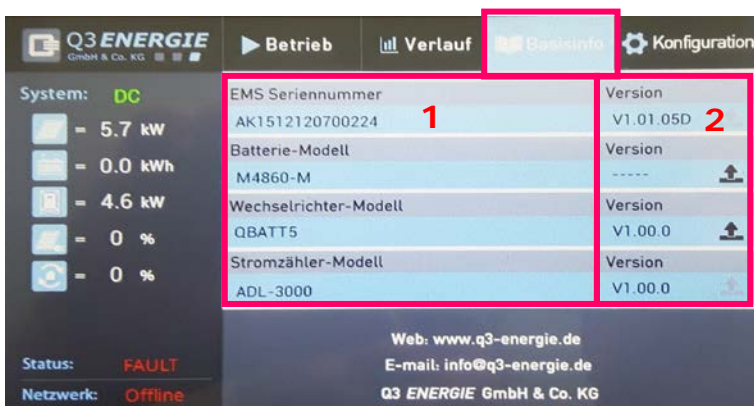 Q3 ENERGIE
GmbH & Co. KG
Betrieb
Verlauf
Basisinfo
Konfiguration
System: DC
= 5.7 kW
= 0.0 kWh
= 4.6 kW
= 0 %
= 0 %
Status: FAULT
Netzwerk: Offline
EMS Seriennummer
Version
AK1512120700224
1
V1.01.05D
2
Batterie-Modell
Version
M4860-M
-----
Wechselrichter-Modell
Version
QBATT5
V1.00.0
Stromzähler-Modell
Version
ADL-3000
V1.00.0
Web: www.q3-energie.de
E-mail: info@q3-energie.de
Q3 ENERGIE GmbH & Co. KG